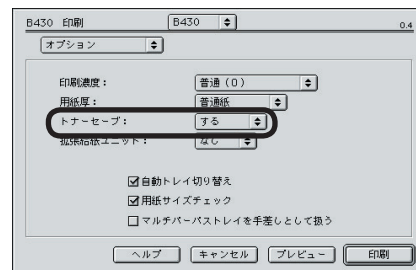 B430 印刷 B430 0.4
オプション
印刷濃度： 普通（0）
用紙厚： 普通紙
トナーセーブ： する
拡張給紙ユニット： なし
自動トレイ切り替え
用紙サイズチェック
マルチパーパストレイを手差しとして扱う
ヘルプ キャンセル プレビュー 印刷